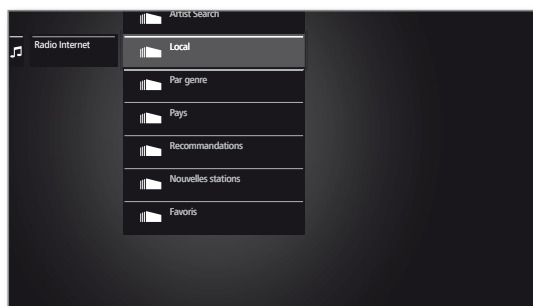 Artist Search
Radio Internet
Local
Par genre
Pays
Recommandations
Nouvelles stations
Favoris